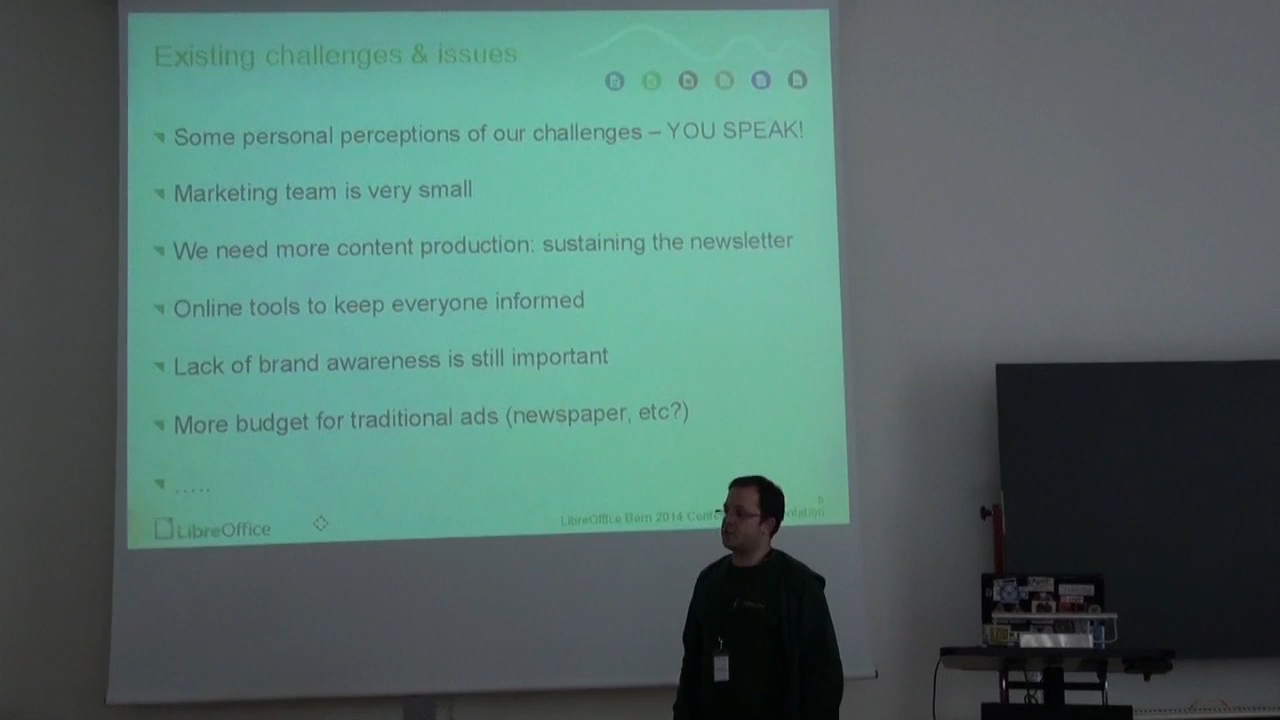 Existing challenges & issues
Some personal perceptions of our challenges – YOU SPEAK!
Marketing team is very small
We need more content production: sustaining the newsletter
Online tools to keep everyone informed
Lack of brand awareness is still important
More budget for traditional ads (newspaper, etc?)
.....
LibreOffice
LibreOffice Bern 2014